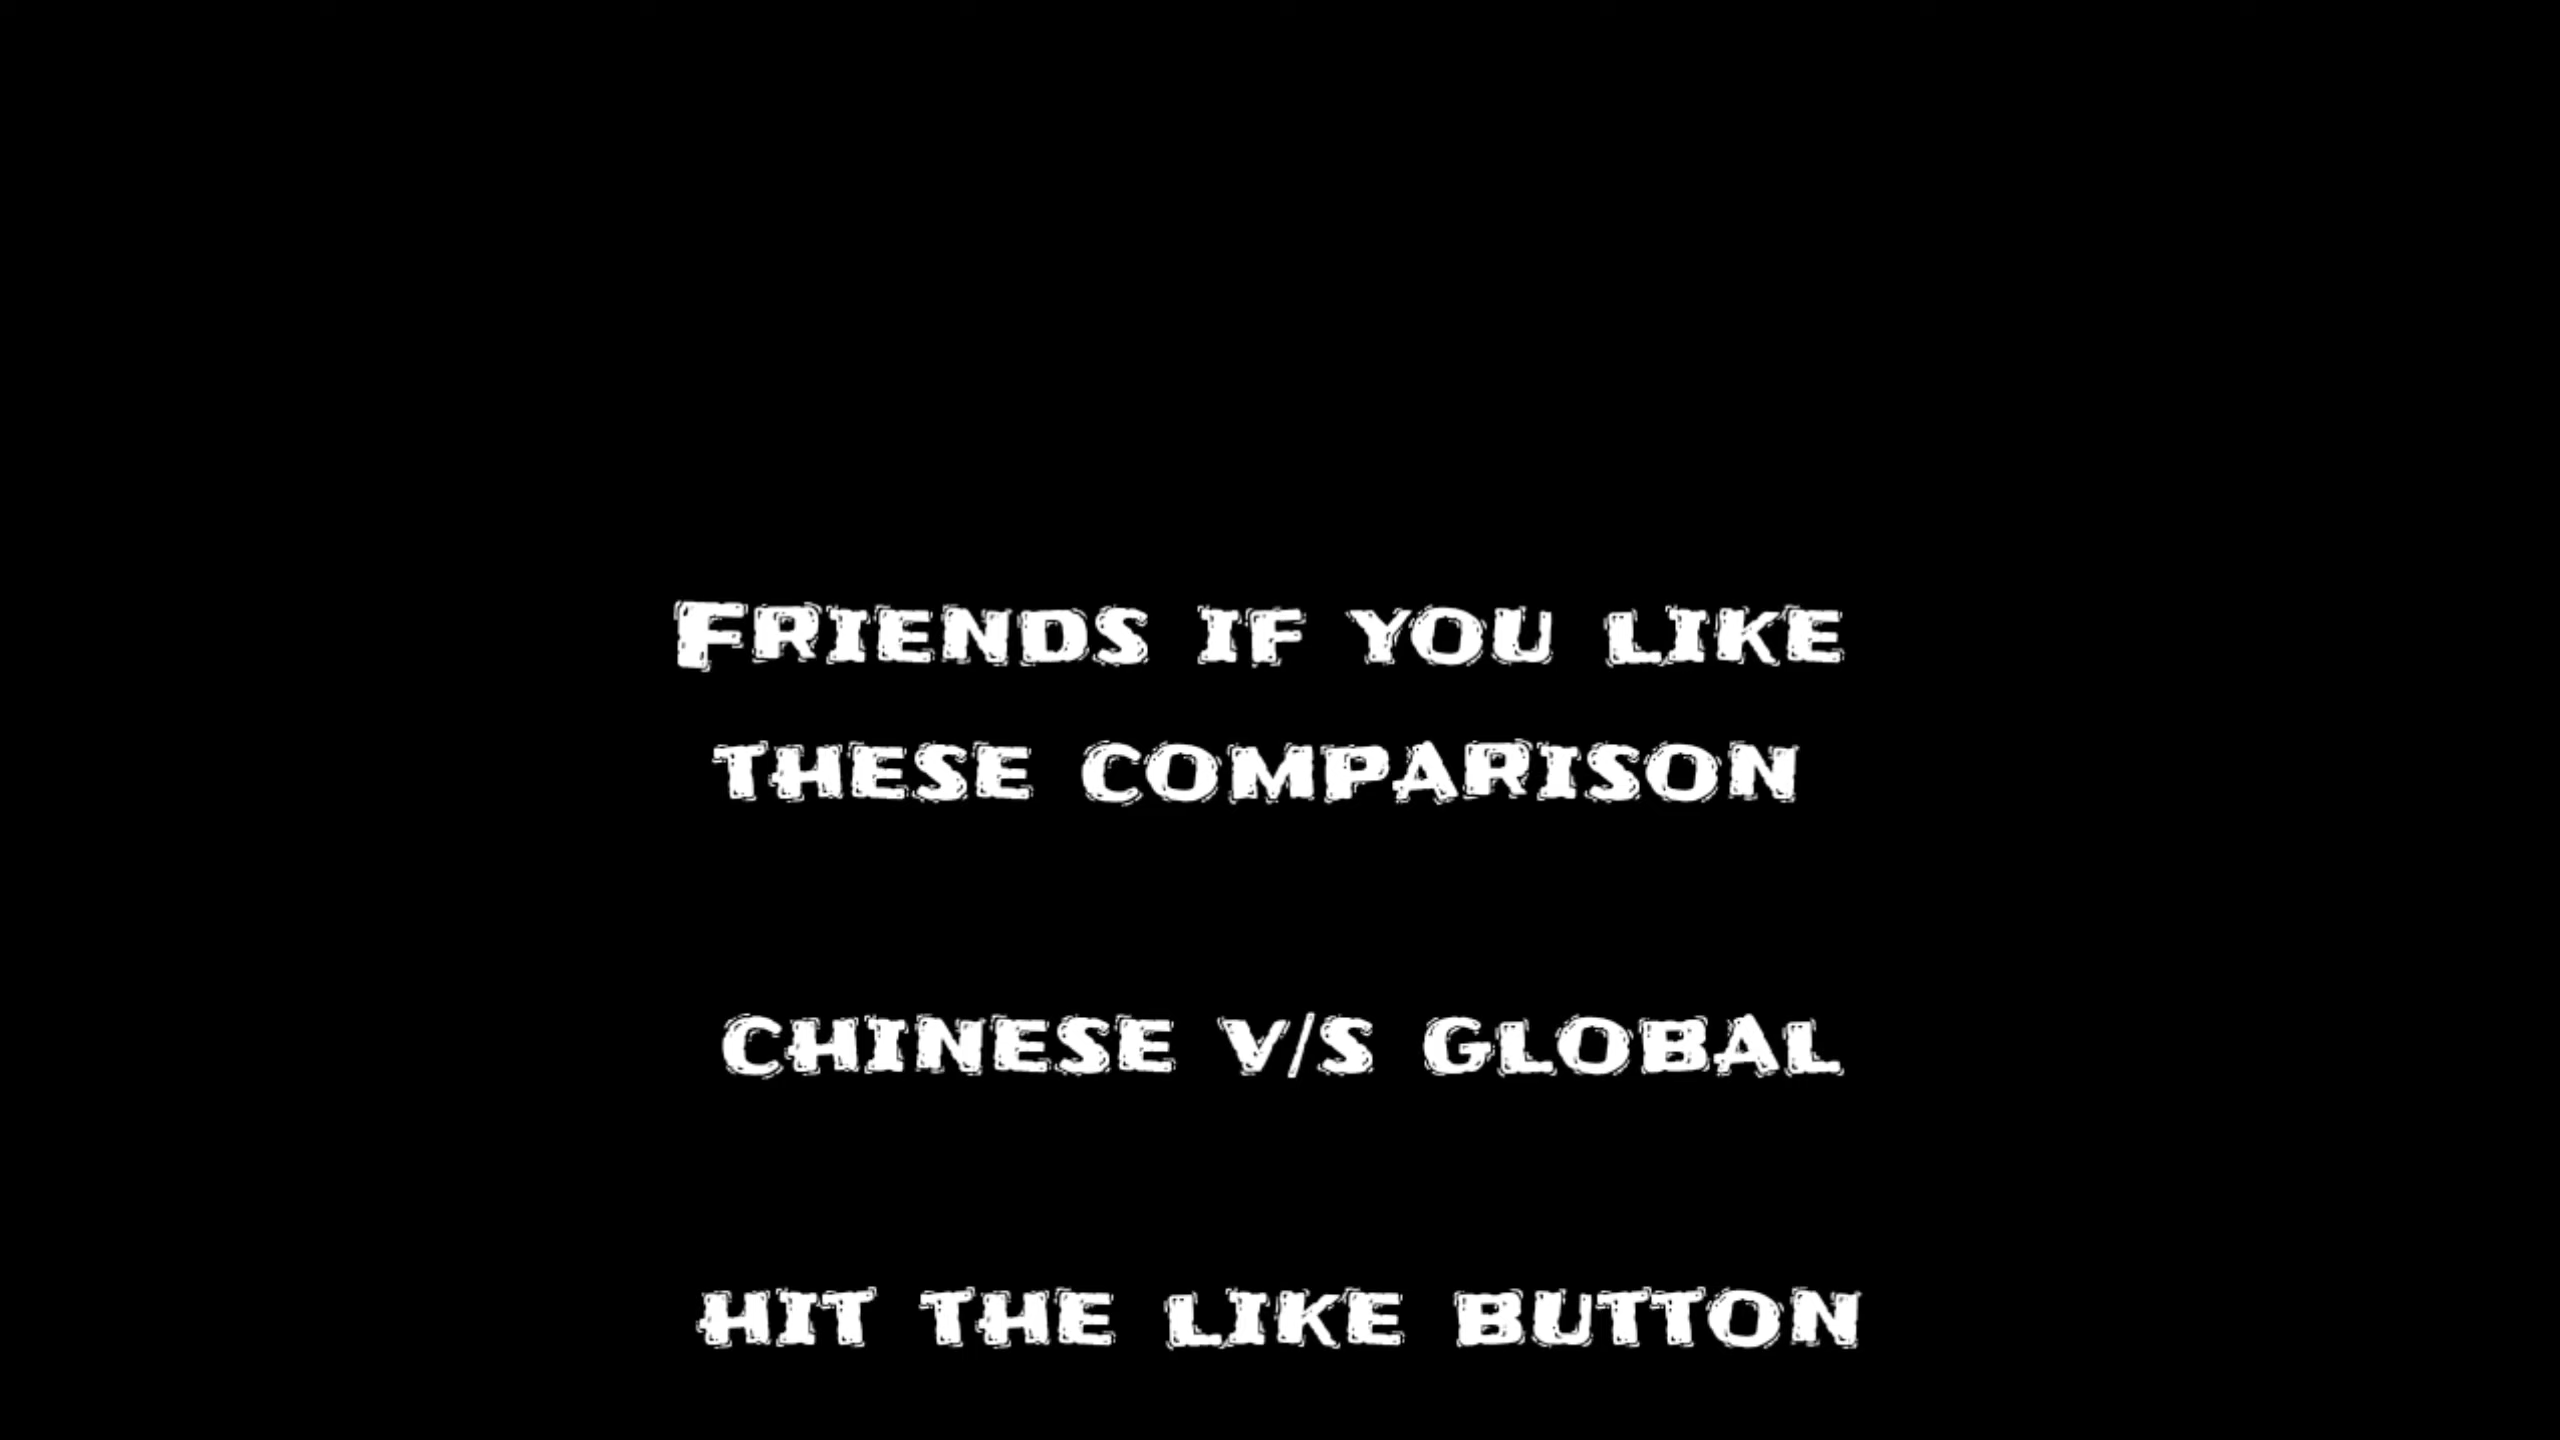 Friends if you like
these comparison
chinese v/s global
hit the like button